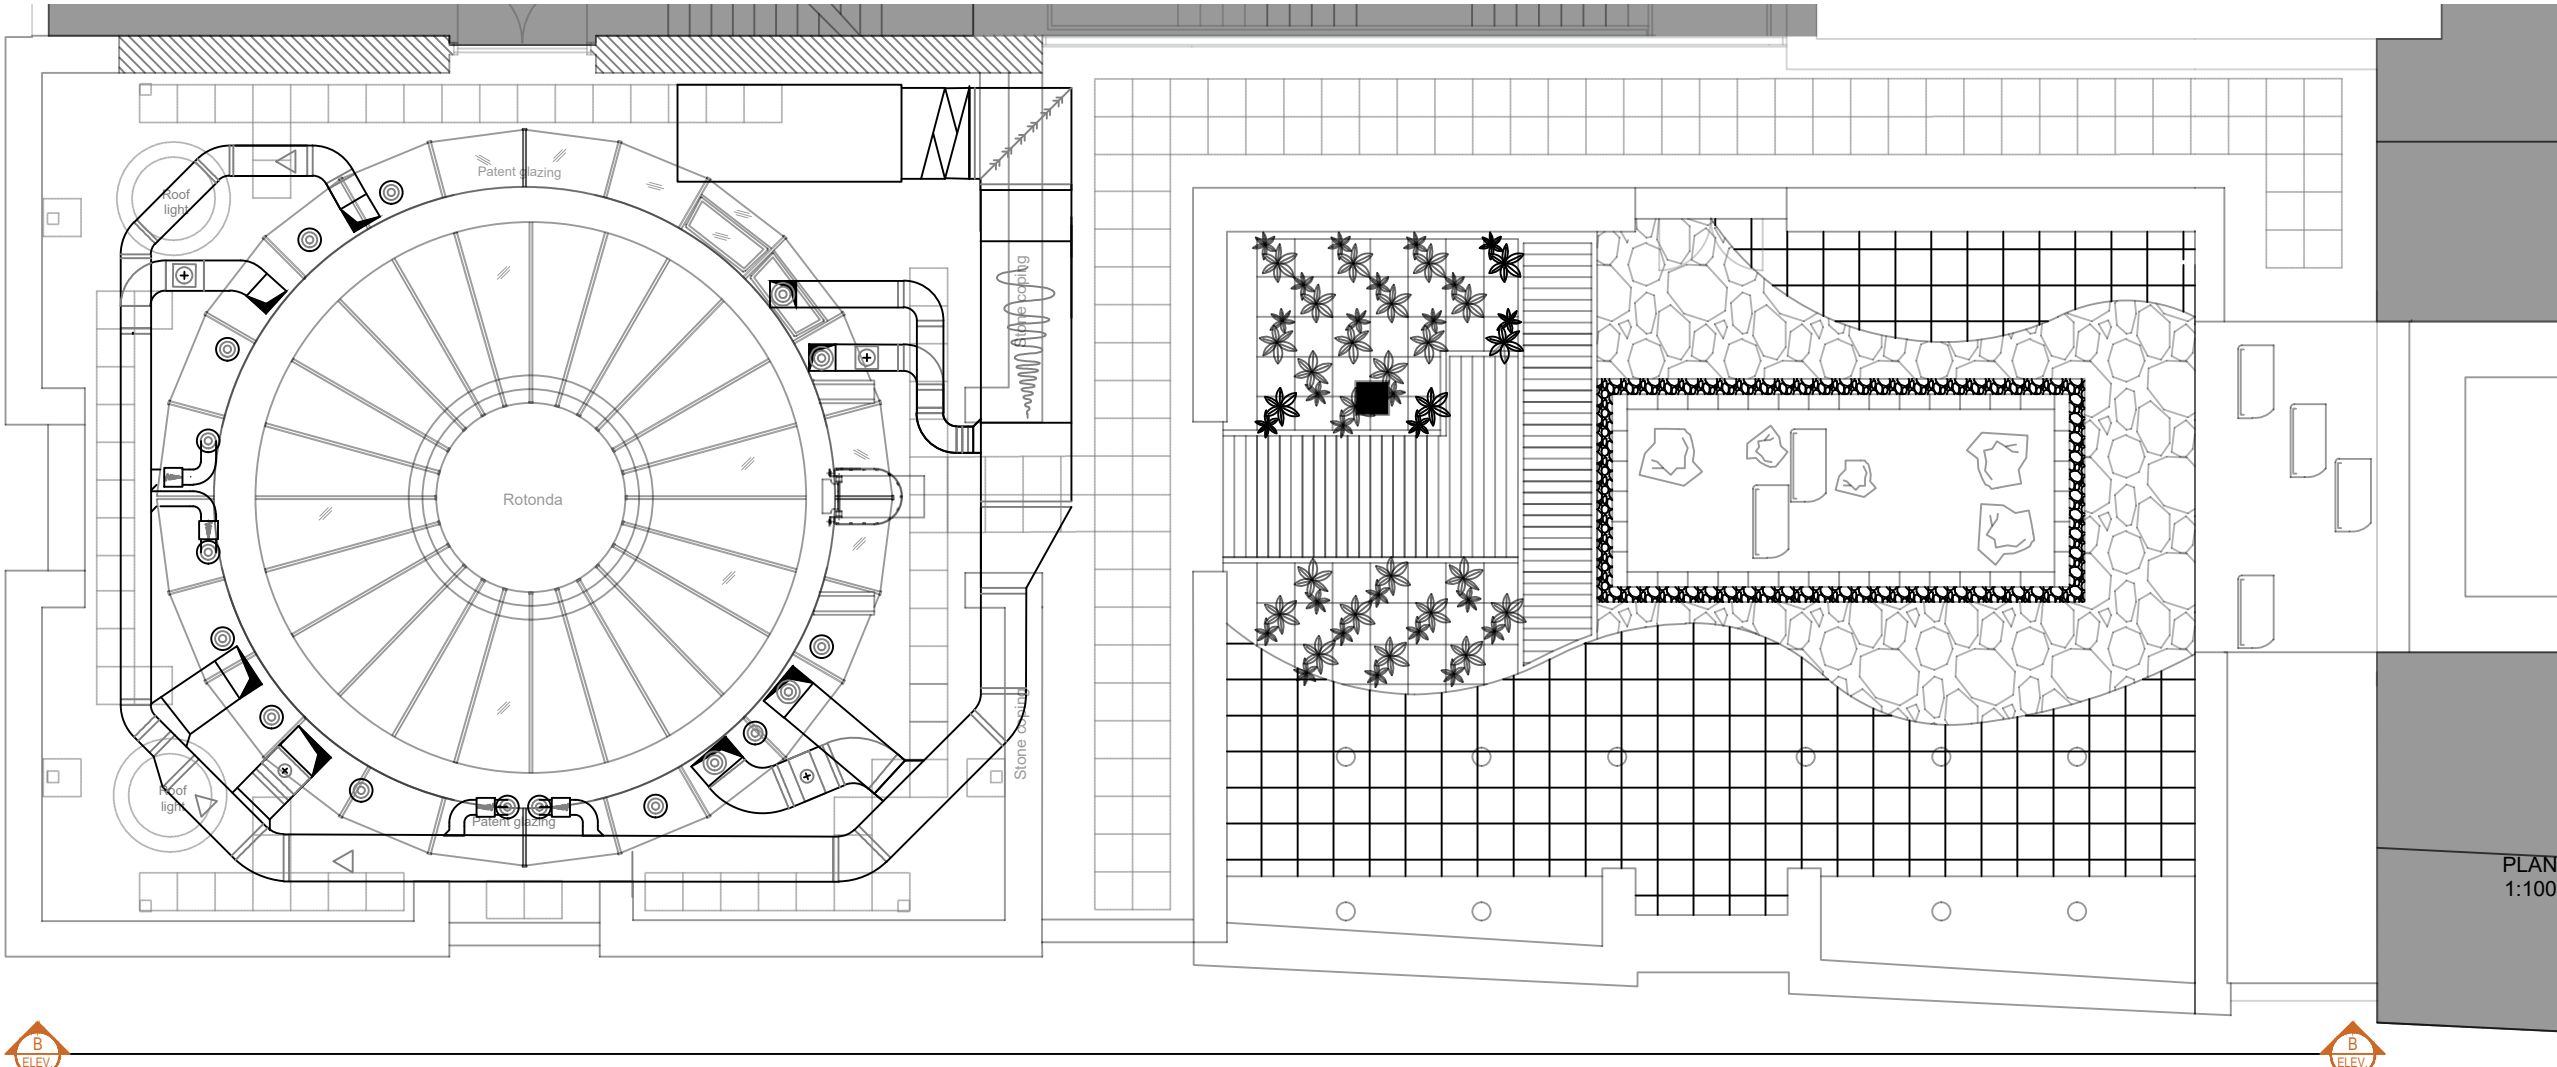 Patent glazing
Roof
light
Stone coping
Rotonda
Stone coping
Roof
light
Patent glazing
PLAN
1:100
B
ELEV.
B
ELEV.